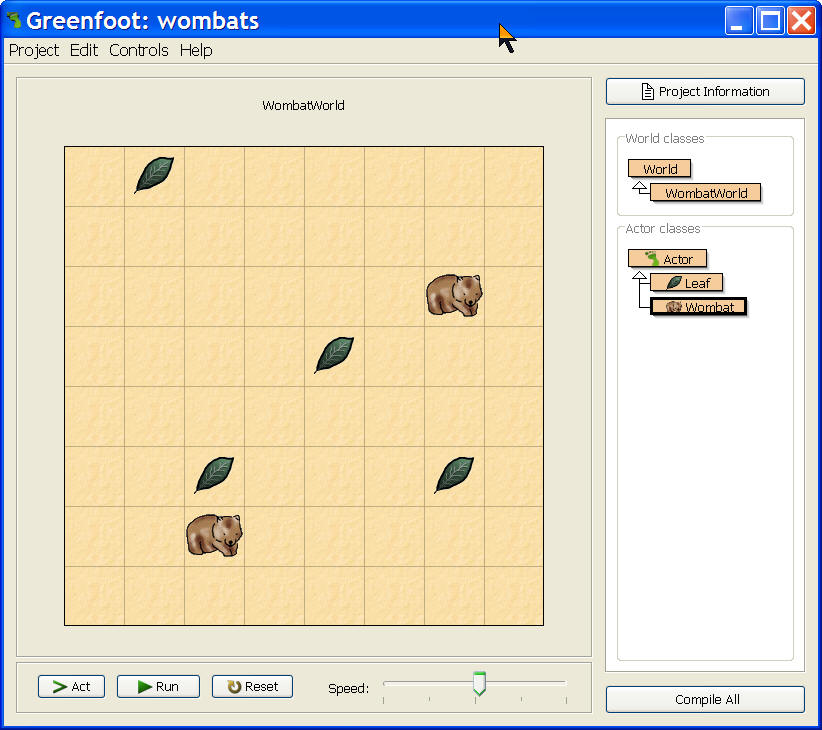 Greenfoot: wombats
Project Edit Controls Help
WombatWorld
Project Information
World classes
World
WombatWorld
Actor classes
Actor
Leaf
Wombat
Act
Run
Reset
Speed:
Compile All